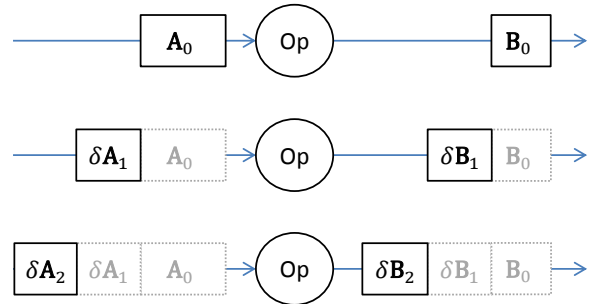 A₀ Op B₀
δA₁ A₀ Op δB₁ B₀
δA₂ δA₁ A₀ Op δB₂ δB₁ B₀